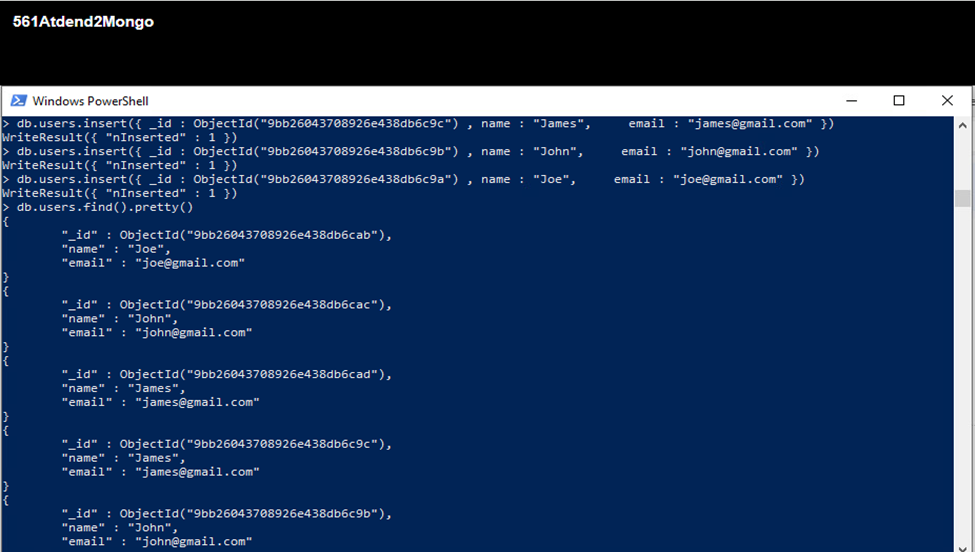 561Atdend2Mongo
Windows PowerShell
> db.users.insert({ _id : ObjectId("9bb26043708926e438db6c9c") , name : "James",     email : "james@gmail.com" })
WriteResult({ "nInserted" : 1 })
> db.users.insert({ _id : ObjectId("9bb26043708926e438db6c9b") , name : "John",     email : "john@gmail.com" })
WriteResult({ "nInserted" : 1 })
> db.users.insert({ _id : ObjectId("9bb26043708926e438db6c9a") , name : "Joe",     email : "joe@gmail.com" })
WriteResult({ "nInserted" : 1 })
> db.users.find().pretty()
{
        "_id" : ObjectId("9bb26043708926e438db6cab"),
        "name" : "Joe",
        "email" : "joe@gmail.com"
}
{
        "_id" : ObjectId("9bb26043708926e438db6cac"),
        "name" : "John",
        "email" : "john@gmail.com"
}
{
        "_id" : ObjectId("9bb26043708926e438db6cad"),
        "name" : "James",
        "email" : "james@gmail.com"
}
{
        "_id" : ObjectId("9bb26043708926e438db6c9c"),
        "name" : "James",
        "email" : "james@gmail.com"
}
{
        "_id" : ObjectId("9bb26043708926e438db6c9b"),
        "name" : "John",
        "email" : "john@gmail.com"